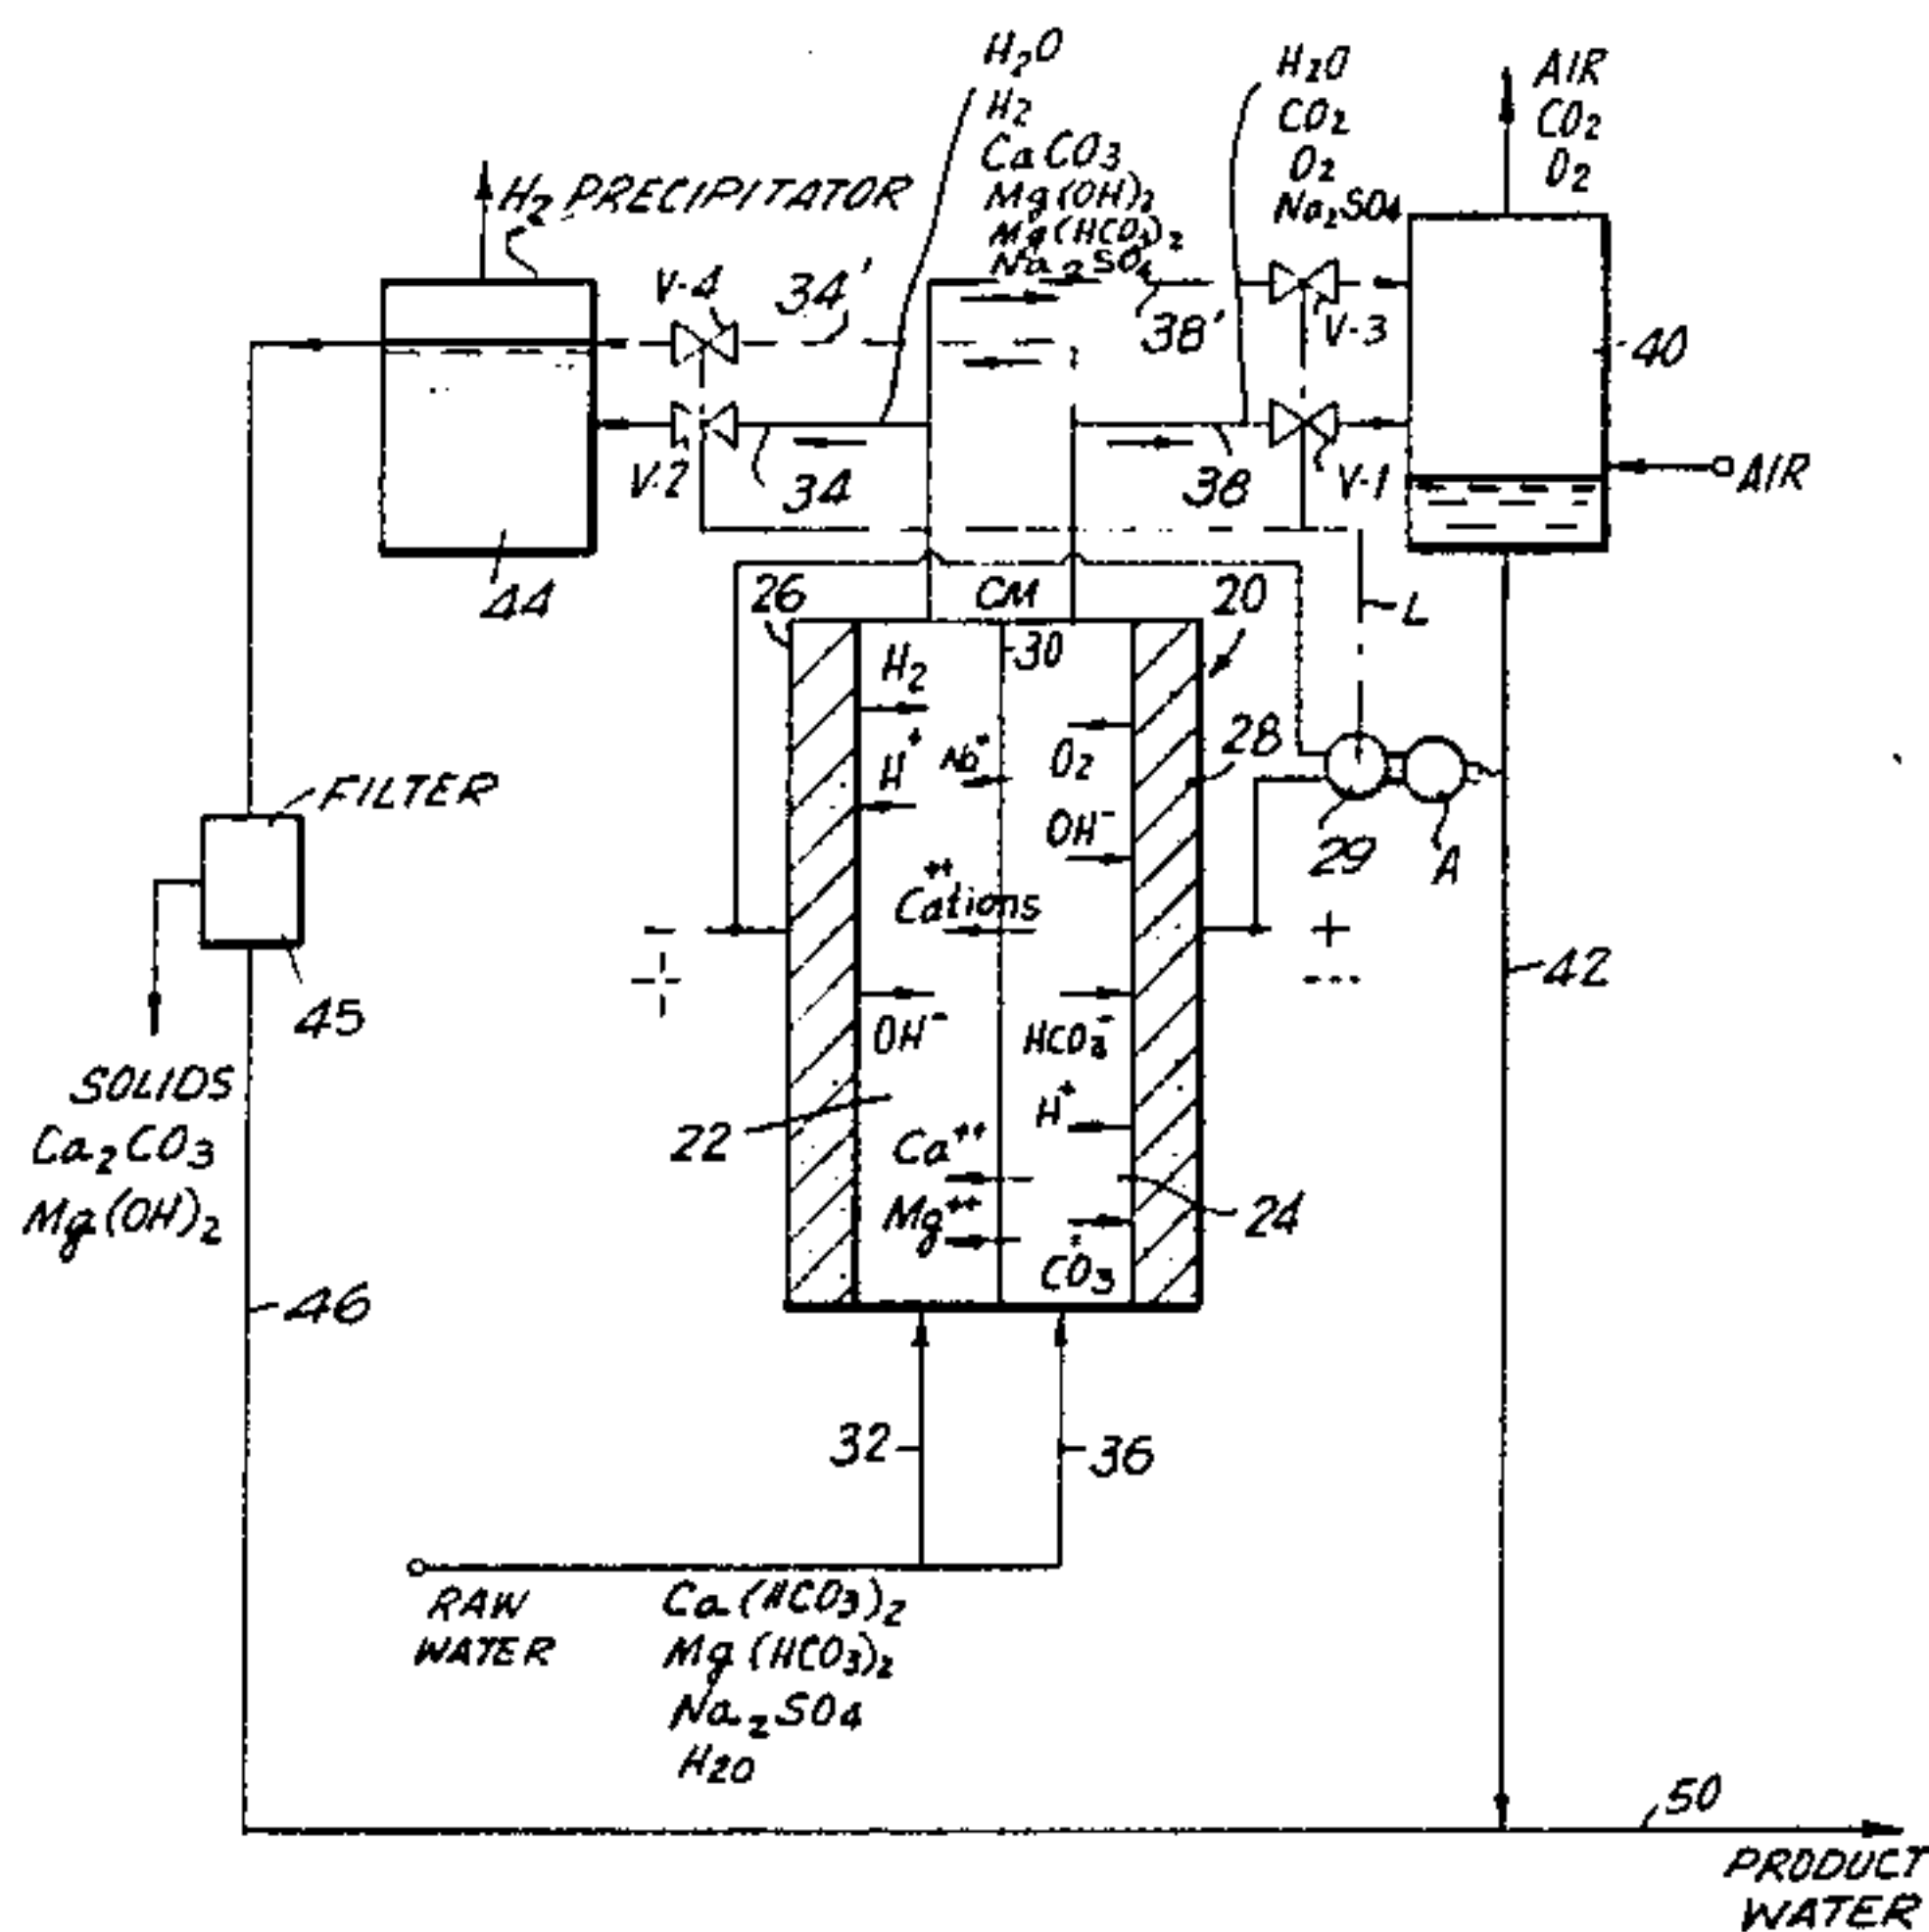 H2O
H2
CaCO3
Mg(OH)2
Mg(HCO3)2
Na2SO4
H2O
CO2
O2
Na2SO4
AIR
CO2
O2
H2 PRECIPITATOR
V-4
34'
38'
V-3
40
V-2
34
38
V-1
AIR
44
26
CM
20
L
30
H2
H+
O2
28
FILTER
OH-
29
A
++
Cations
-
+
+
---
42
45
OH-
HCO3-
SOLIDS
Ca2CO3
Mg(OH)2
22
H+
Ca++
Mg++
24
CO3
46
32
36
RAW
WATER
Ca(HCO3)2
Mg(HCO3)2
Na2SO4
H2O
50
PRODUCT
WATER